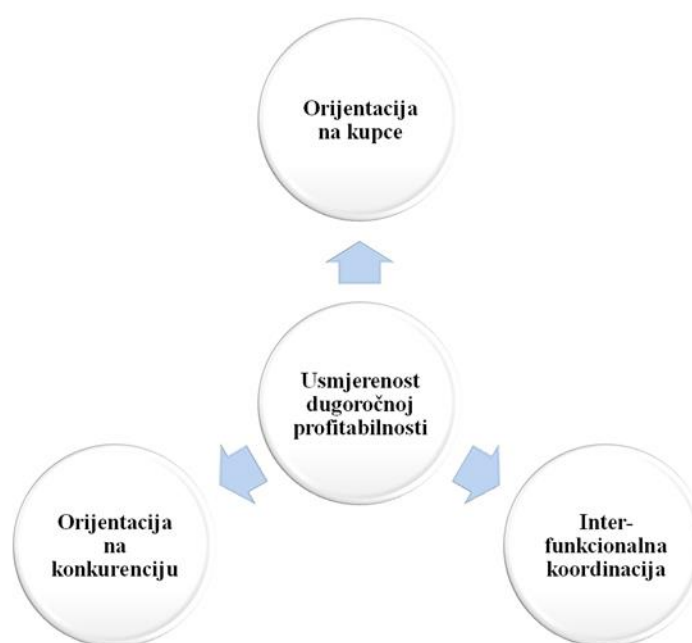 Orijentacija
na kupce
Usmjerenost
dugoročnoj
profitabilnosti
Orijentacija
na
konkurenciju
Inter-
funkcionalna
koordinacija